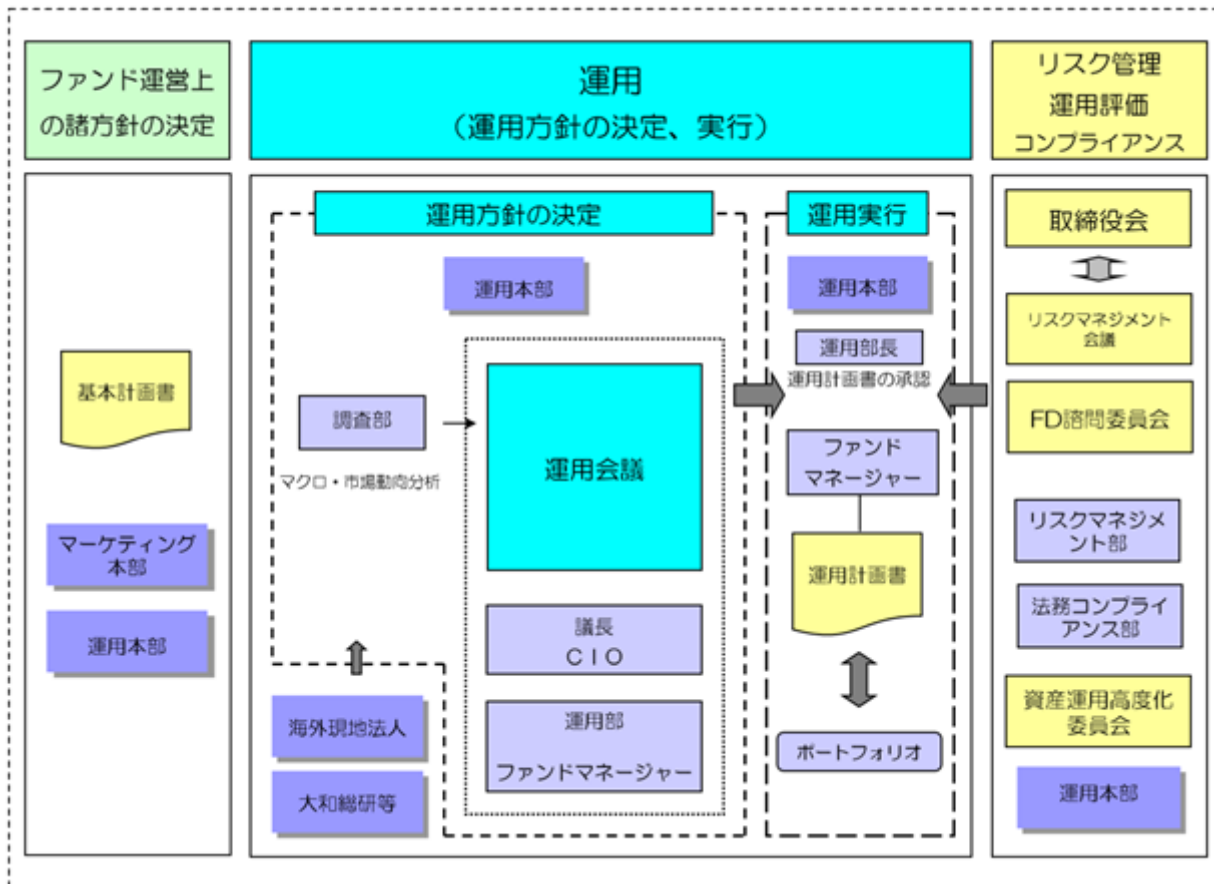 ファンド運営上
の諸方針の決定
運用
（運用方針の決定、実行）
リスク管理
運用評価
コンプライアンス
基本計画書
マーケティング
本部
運用本部
運用方針の決定
運用本部
調査部
マクロ・市場動向分析
運用会議
議長
ＣＩＯ
運用部
ファンドマネージャー
海外現地法人
大和総研等
運用実行
運用本部
運用部長
運用計画書の承認
ファンド
マネージャー
運用計画書
ポートフォリオ
取締役会
リスクマネジメント
会議
FD諮問委員会
リスクマネジメ
ント部
法務コンプライ
アンス部
資産運用高度化
委員会
運用本部